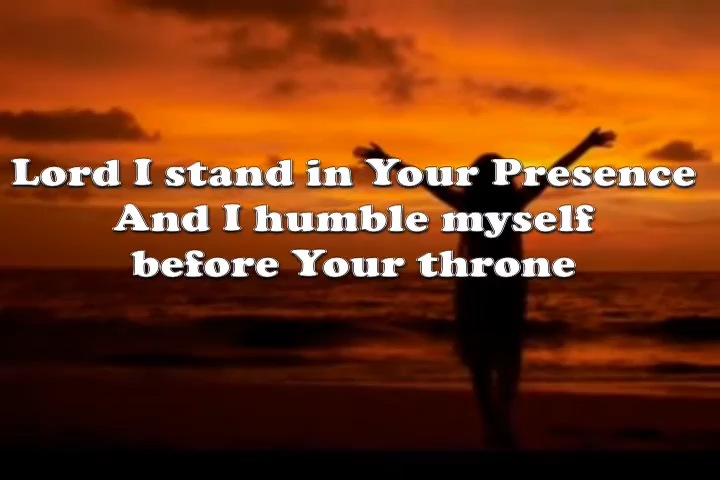 Lord I stand in Your Presence
And I humble myself
before Your throne